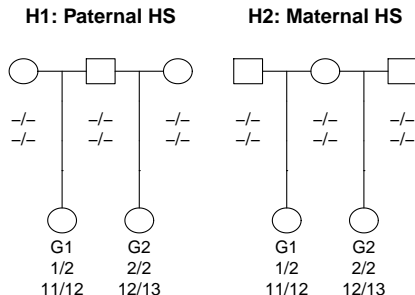 H1: Paternal HS H2: Maternal HS
−/− −/− −/− −/− −/− −/−
−/− −/− −/− −/− −/− −/−
G1 G2 G1 G2
1/2 2/2 1/2 2/2
11/12 12/13 11/12 12/13